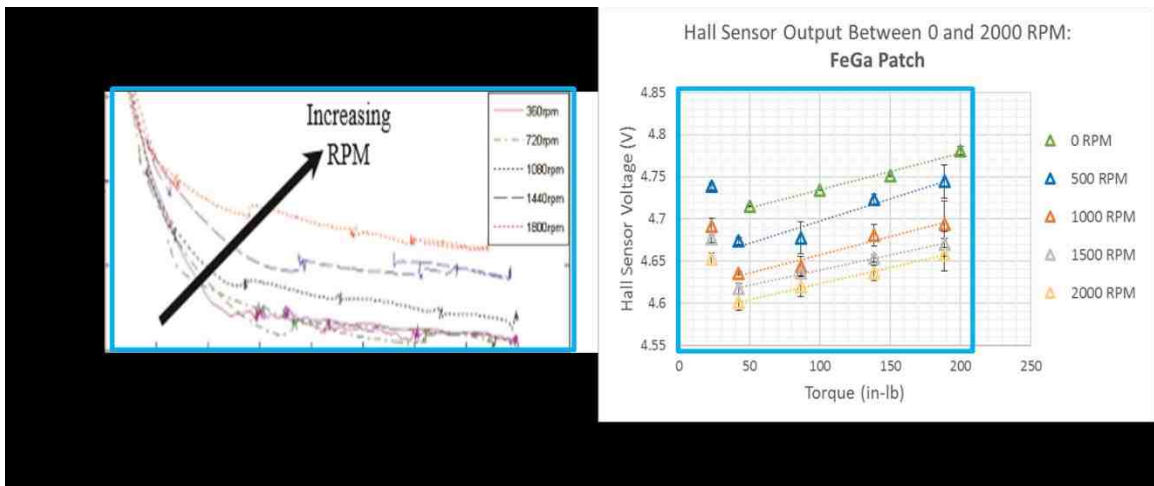 Increasing
RPM
360rpm
720rpm
1080rpm
1440rpm
1800rpm
Hall Sensor Output Between 0 and 2000 RPM:
FeGa Patch
Hall Sensor Voltage (V)
4.85
4.8
4.75
4.7
4.65
4.6
4.55
0
50
100
150
200
250
Torque (in-lb)
0 RPM
500 RPM
1000 RPM
1500 RPM
2000 RPM